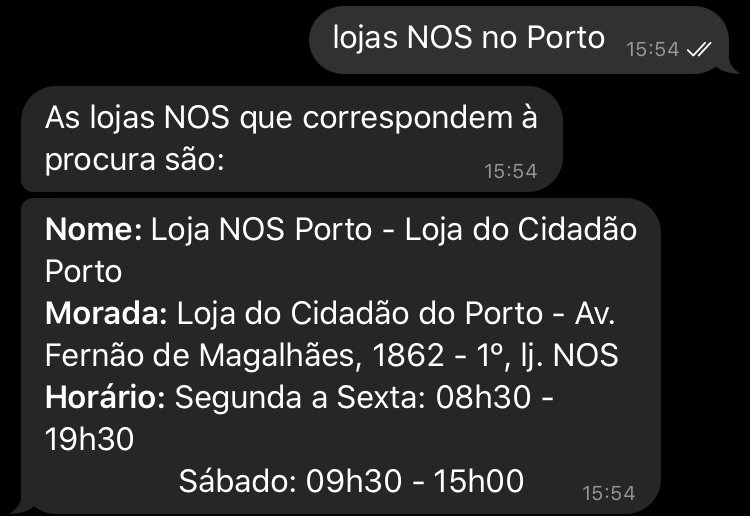 lojas NOS no Porto 15:54
As lojas NOS que correspondem à
procura são: 15:54
Nome: Loja NOS Porto - Loja do Cidadão
Porto
Morada: Loja do Cidadão do Porto - Av.
Fernão de Magalhães, 1862 - 1º, lj. NOS
Horário: Segunda a Sexta: 08h30 -
19h30
Sábado: 09h30 - 15h00 15:54